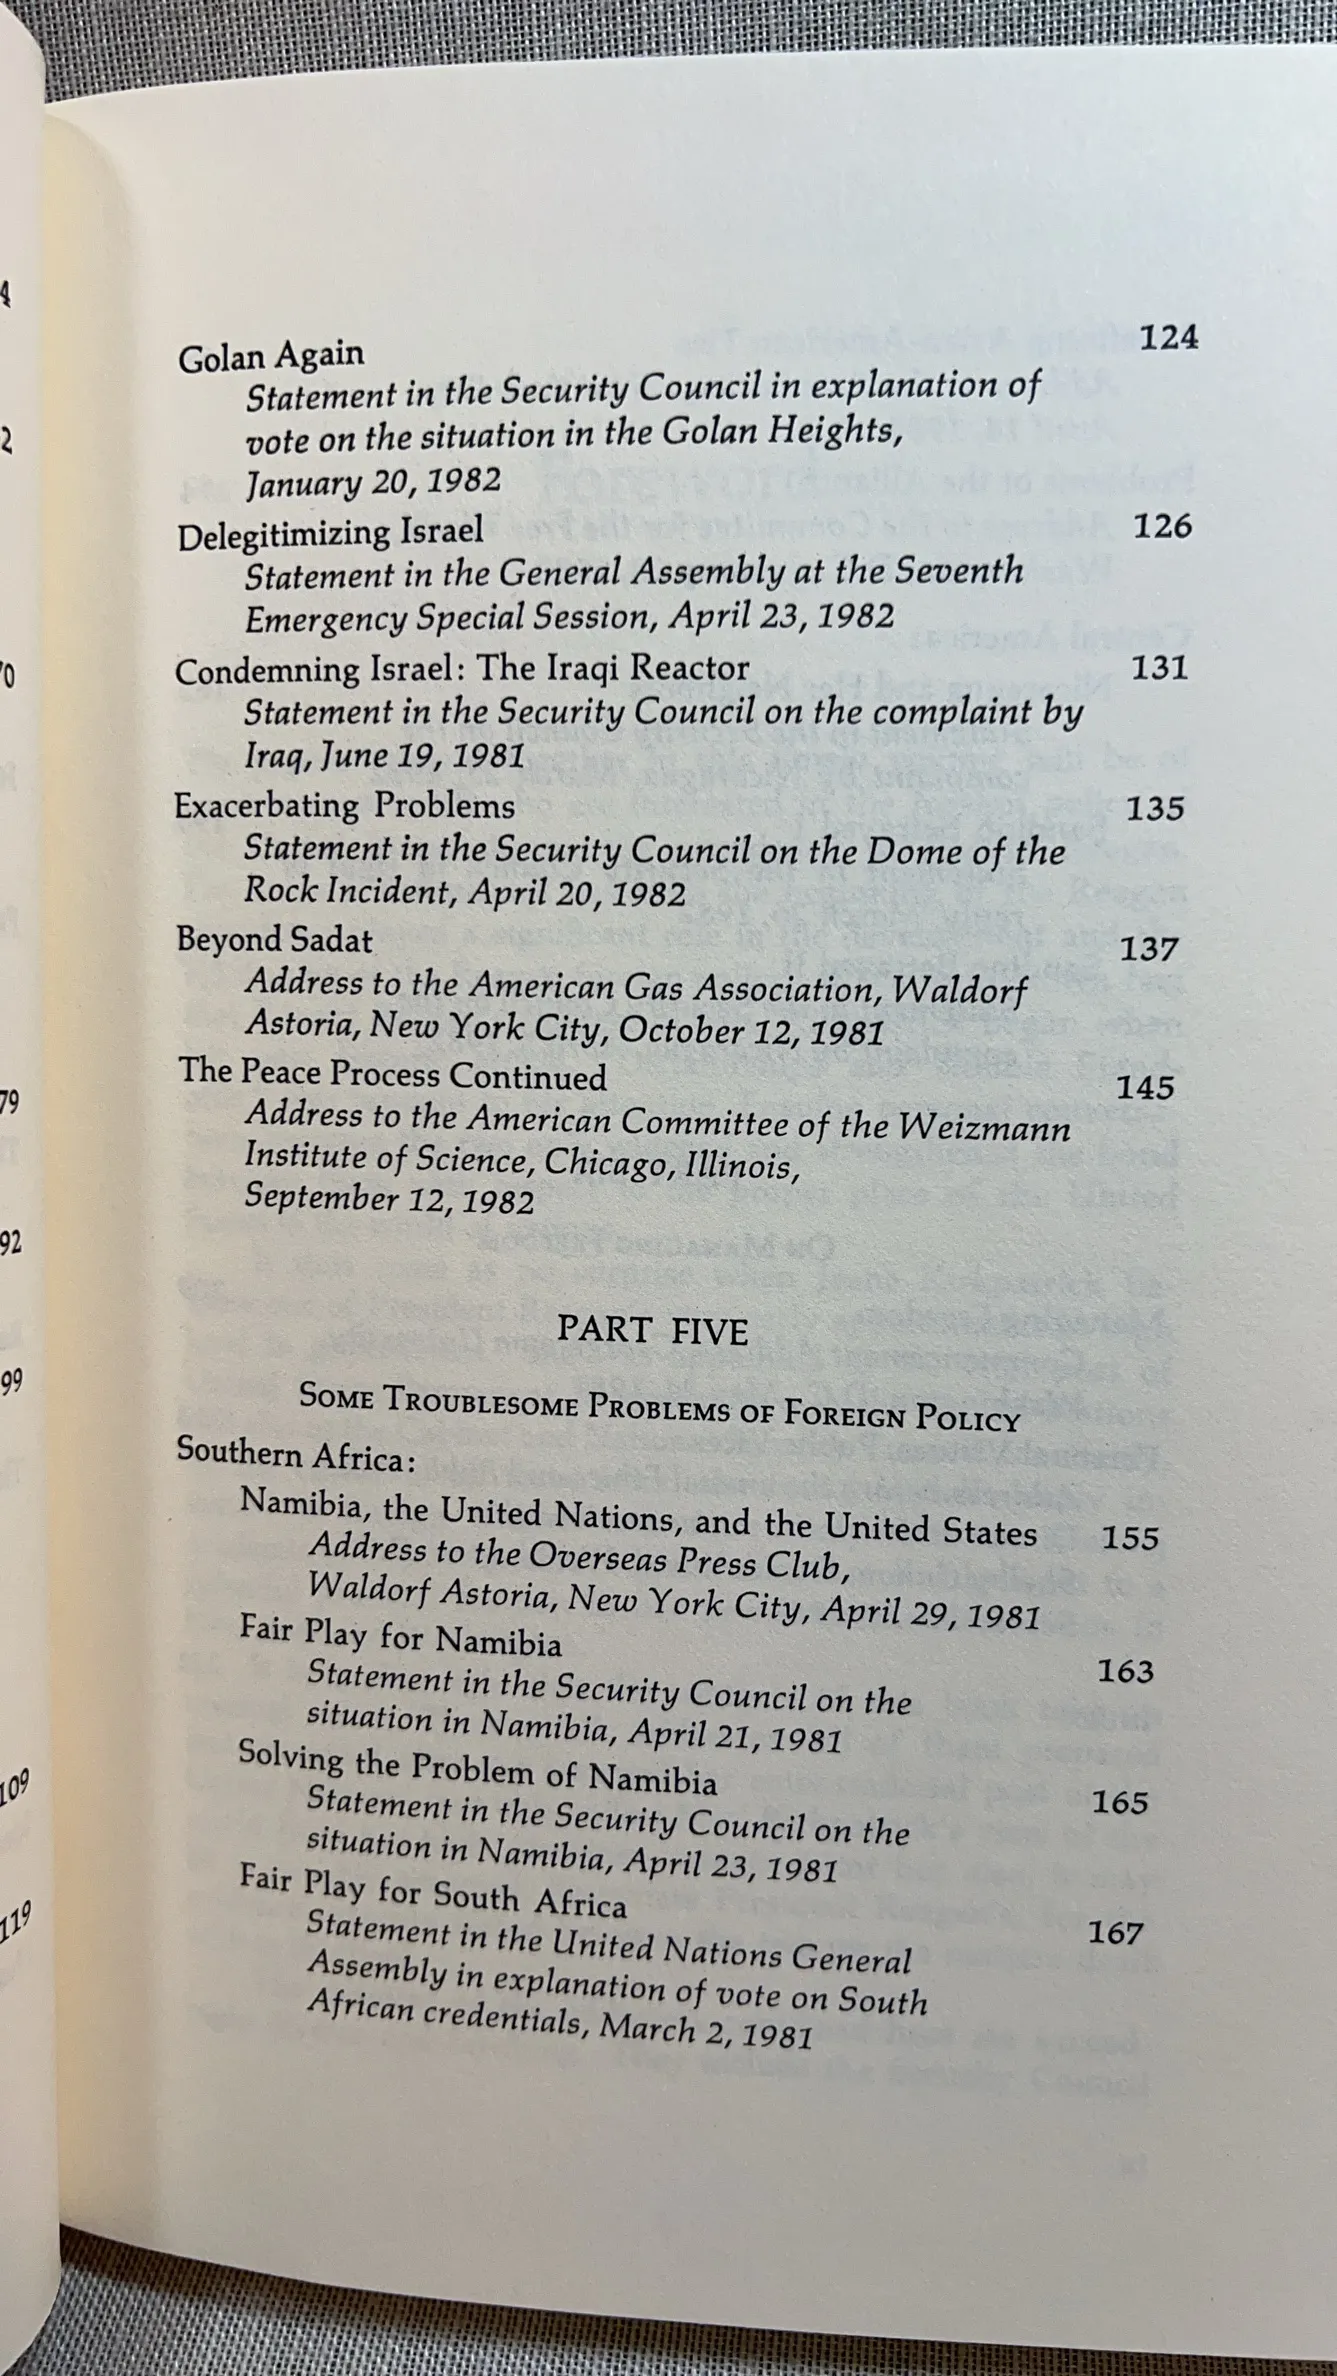 Golan Again 124
Statement in the Security Council in explanation of
vote on the situation in the Golan Heights,
January 20, 1982
Delegitimizing Israel 126
Statement in the General Assembly at the Seventh
Emergency Special Session, April 23, 1982
Condemning Israel: The Iraqi Reactor 131
Statement in the Security Council on the complaint by
Iraq, June 19, 1981
Exacerbating Problems 135
Statement in the Security Council on the Dome of the
Rock Incident, April 20, 1982
Beyond Sadat 137
Address to the American Gas Association, Waldorf
Astoria, New York City, October 12, 1981
The Peace Process Continued 145
Address to the American Committee of the Weizmann
Institute of Science, Chicago, Illinois,
September 12, 1982
PART FIVE
SOME TROUBLESOME PROBLEMS OF FOREIGN POLICY
Southern Africa:
Namibia, the United Nations, and the United States 155
Address to the Overseas Press Club,
Waldorf Astoria, New York City, April 29, 1981
Fair Play for Namibia 163
Statement in the Security Council on the
situation in Namibia, April 21, 1981
Solving the Problem of Namibia 165
Statement in the Security Council on the
situation in Namibia, April 23, 1981
Fair Play for South Africa 167
Statement in the United Nations General
Assembly in explanation of vote on South
African credentials, March 2, 1981